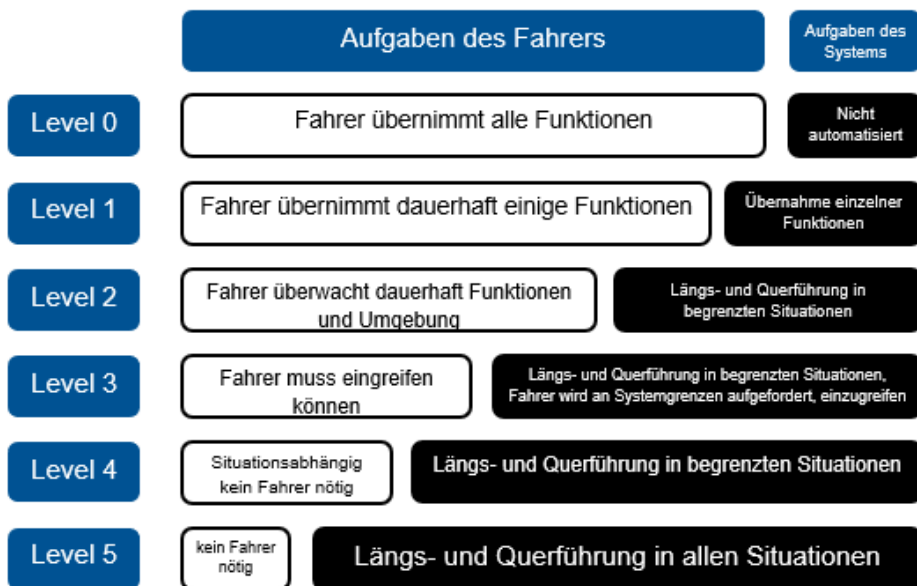 Aufgaben des Fahrers
Aufgaben des
Systems
Level 0
Fahrer übernimmt alle Funktionen
Nicht
automatisiert
Level 1
Fahrer übernimmt dauerhaft einige Funktionen
Übernahme einzelner
Funktionen
Level 2
Fahrer überwacht dauerhaft Funktionen
und Umgebung
Längs- und Querführung in
begrenzten Situationen
Level 3
Fahrer muss eingreifen
können
Längs- und Querführung in begrenzten Situationen,
Fahrer wird an Systemgrenzen aufgefordert, einzugreifen
Level 4
Situationsabhängig
kein Fahrer nötig
Längs- und Querführung in begrenzten Situationen
Level 5
kein Fahrer
nötig
Längs- und Querführung in allen Situationen